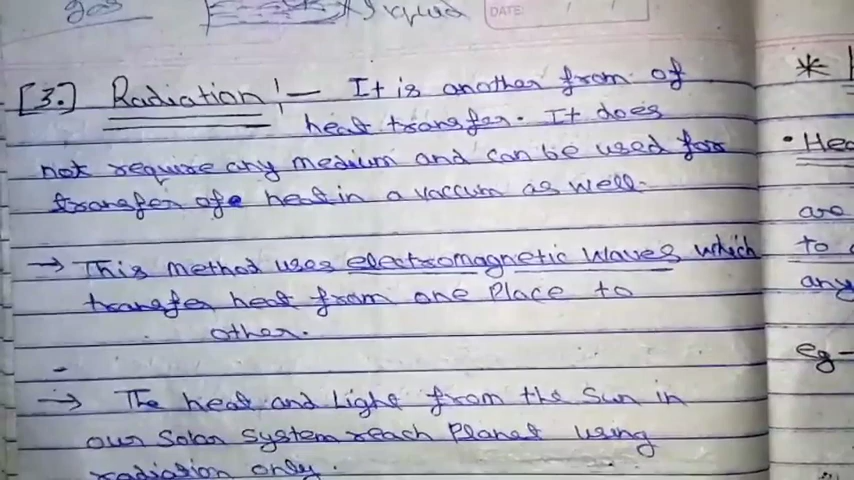 gas
DATE
[3.] Radiation :— It is another from of
heat transfer. It does
not require any medium and can be used for
transfer of heat in a vaccum as well.
→ This method uses electromagnetic waves which
transfer heat from one Place to
other.
→ The heat and Light from the Sun in
our Solar system reach Planet using
radiation only.
*
• Hea
are
to
any
eg-